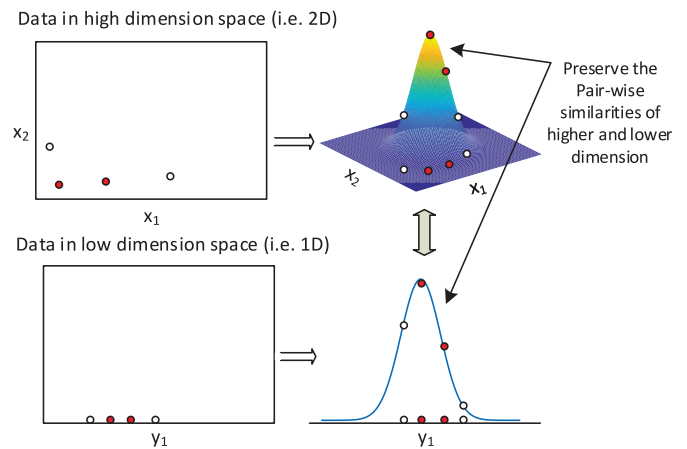 Data in high dimension space (i.e. 2D)
x2
x1
x2
x1
Preserve the
Pair-wise
similarities of
higher and lower
dimension
Data in low dimension space (i.e. 1D)
y1
y1